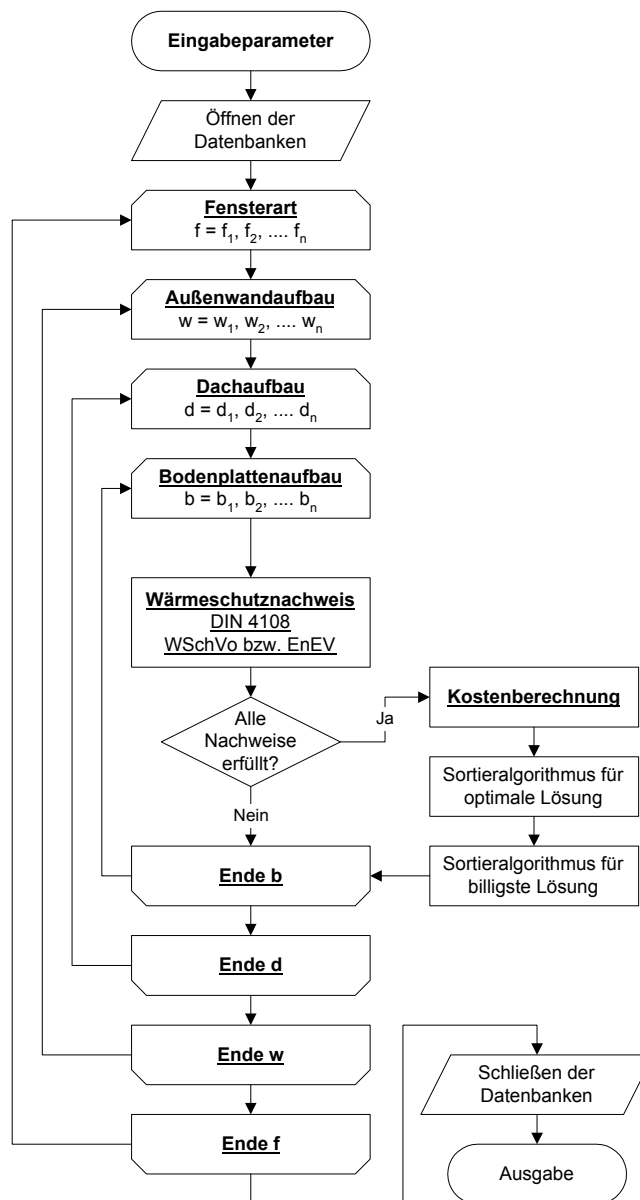 Eingabeparameter
Öffnen der
Datenbanken
Fensterart
f = f₁, f₂, .... fₙ
Außenwandaufbau
w = w₁, w₂, .... wₙ
Dachaufbau
d = d₁, d₂, .... dₙ
Bodenplattenaufbau
b = b₁, b₂, .... bₙ
Wärmeschutznachweis
DIN 4108
WSchVo bzw. EnEV
Alle
Nachweise
erfüllt?
Ja
Nein
Kostenberechnung
Sortieralgorithmus für
optimale Lösung
Sortieralgorithmus für
billigste Lösung
Ende b
Ende d
Ende w
Ende f
Schließen der
Datenbanken
Ausgabe